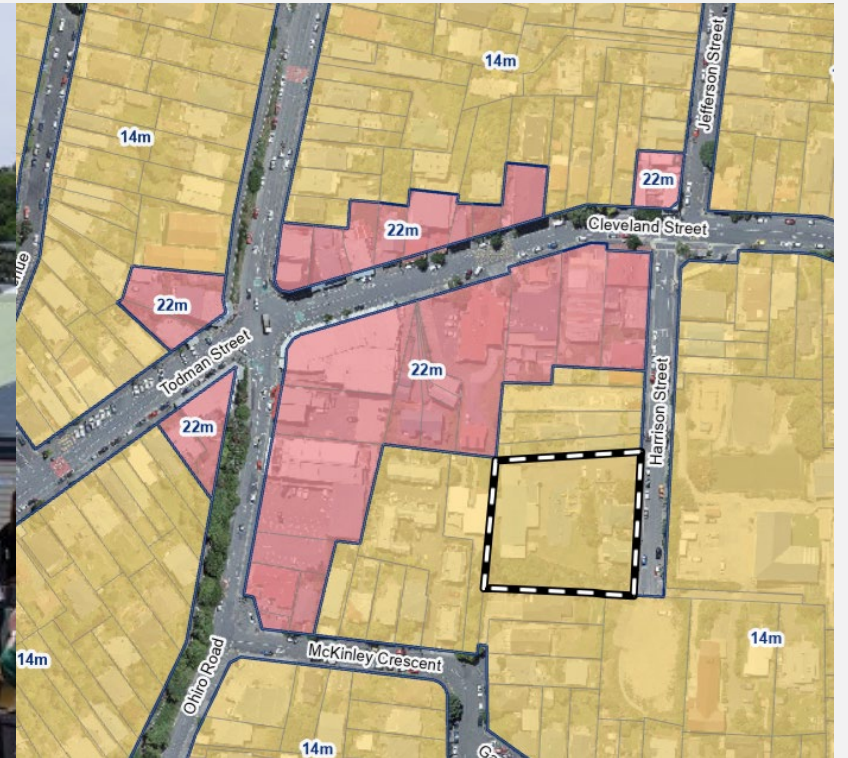 Jefferson Street
14m
14m
22m
22m
Cleveland Street
nue
22m
Todman Street
22m
Harrison Street
22m
14m
McKinley Crescent
14m
Ohiro Road
14m